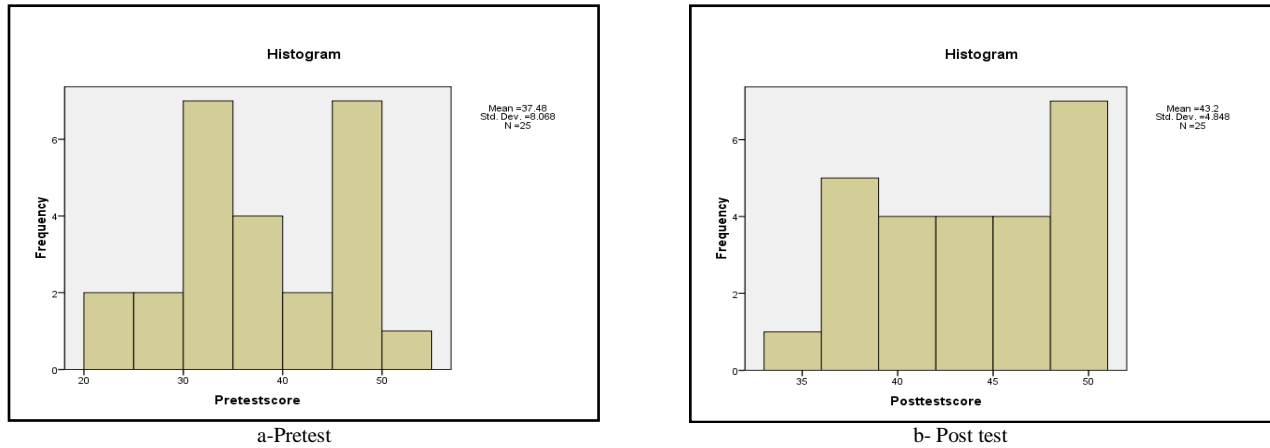 Histogram
Mean =37.48
Std. Dev. =8.068
N =25
Frequency
6
4
2
0
20
30
40
50
Pretestscore
a-Pretest
Histogram
Mean =43.2
Std. Dev. =4.848
N =25
Frequency
6
4
2
0
35
40
45
50
Posttestscore
b- Post test